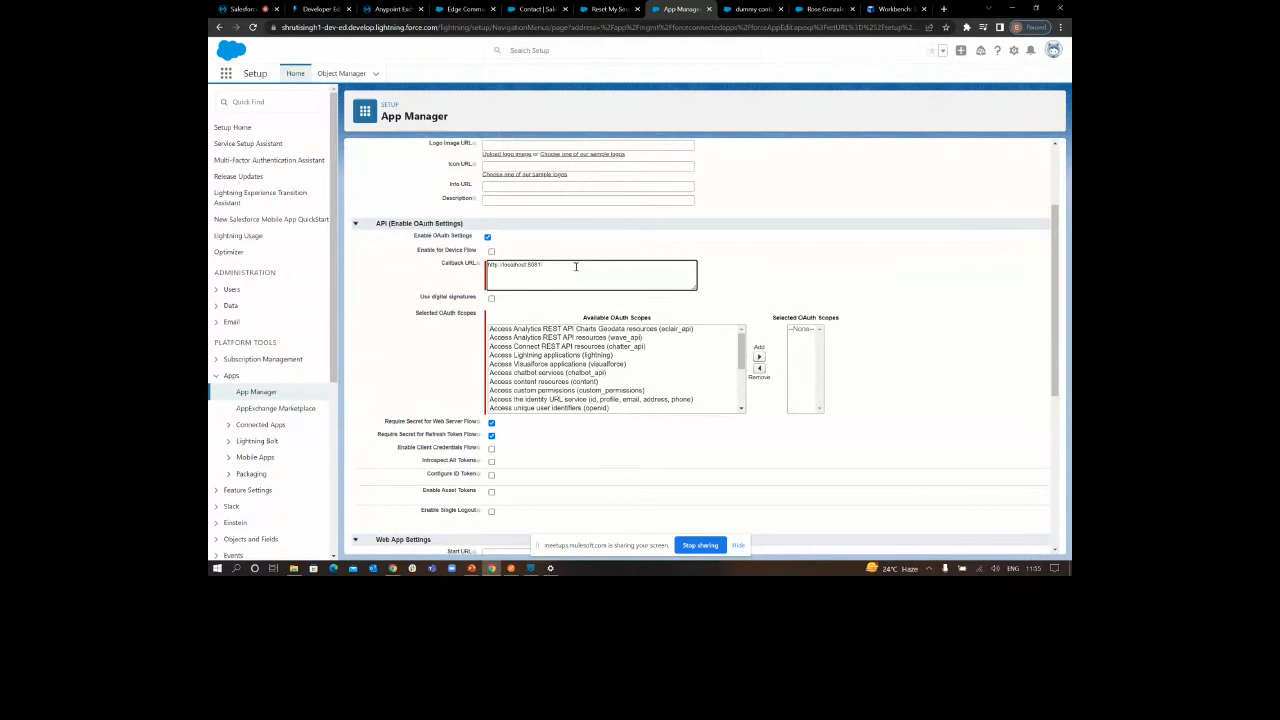 Salesforce
Developer Ed
Anypoint Exc
Edge Commu
Contact | Sales
Reset My Sec
App Manage
dummy conta
Rose Gonzale
Workbench:
shrutisingh1-dev-ed.develop.lightning.force.com/lightning/setup/NavigationMenus/page?address=
Paused
Search Setup
Setup
Home
Object Manager
Quick Find
Setup Home
Service Setup Assistant
Multi-Factor Authentication Assistant
Release Updates
Lightning Experience Transition
Assistant
New Salesforce Mobile App QuickStart
Lightning Usage
Optimizer
ADMINISTRATION
Users
Data
Email
PLATFORM TOOLS
Subscription Management
Apps
App Manager
AppExchange Marketplace
Connected Apps
Lightning Bolt
Mobile Apps
Packaging
Feature Settings
Slack
Einstein
Objects and Fields
Events
SETUP
App Manager
Logo Image URL
Upload logo image or Choose one of our sample logos
Icon URL
Choose one of our sample logos
Info URL
Description
API (Enable OAuth Settings)
Enable OAuth Settings
Enable for Device Flow
Callback URL
http://localhost:8081/
Use digital signatures
Selected OAuth Scopes
Available OAuth Scopes
Access Analytics REST API Charts Geodata resources (eclair_api)
Access Analytics REST API resources (wave_api)
Access Connect REST API resources (chatter_api)
Access Lightning applications (lightning)
Access Visualforce applications (visualforce)
Access chatbot services (chatbot_api)
Access content resources (content)
Access custom permissions (custom_permissions)
Access the identity URL service (id, profile, email, address, phone)
Access unique user identifiers (openid)
Add
Remove
Selected OAuth Scopes
--None--
Require Secret for Web Server Flow
Require Secret for Refresh Token Flow
Enable Client Credentials Flow
Introspect All Tokens
Configure ID Token
Enable Asset Tokens
Enable Single Logout
Web App Settings
Start URL
meetups.mulesoft.com is sharing your screen.
Stop sharing
Hide
24°C Haze
ENG
11:55